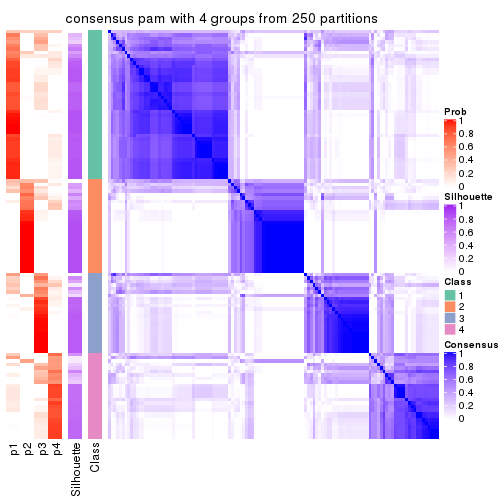 consensus pam with 4 groups from 250 partitions
Prob
1
0.8
0.6
0.4
0.2
0
Silhouette
1
0.8
0.6
0.4
0.2
0
Class
1
2
3
4
Consensus
1
0.8
0.6
0.4
0.2
0
p1
p2
p3
p4
Silhouette
Class